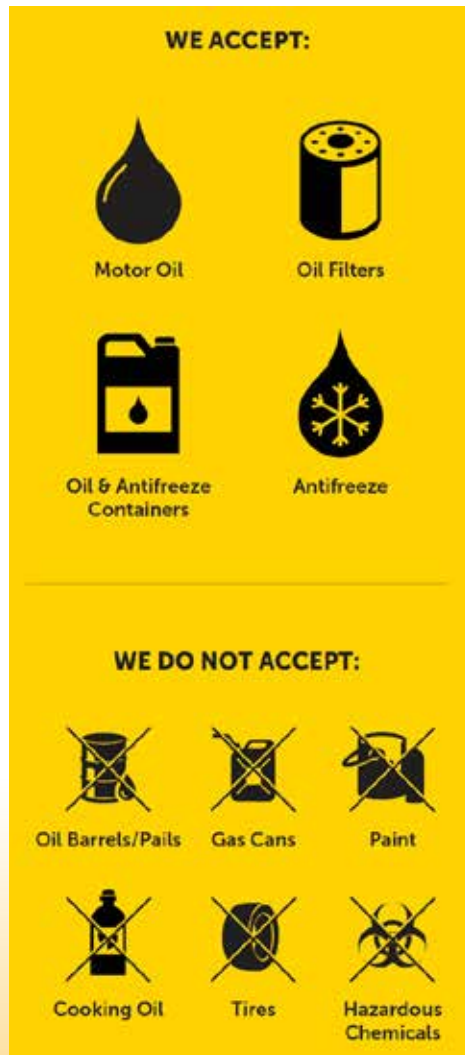 WE ACCEPT:
Motor Oil
Oil Filters
Oil & Antifreeze
Containers
Antifreeze
WE DO NOT ACCEPT:
Oil Barrels/Pails
Gas Cans
Paint
Cooking Oil
Tires
Hazardous
Chemicals